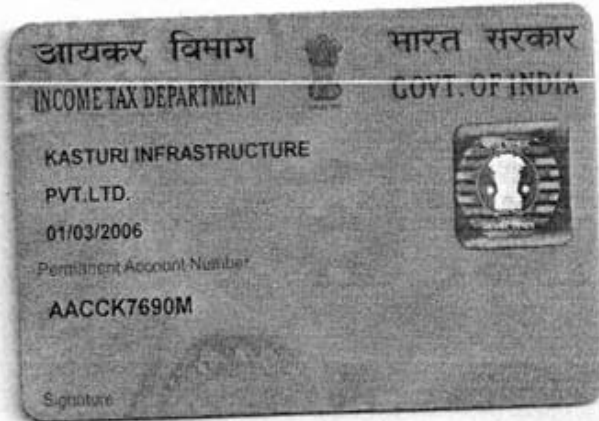 आयकर विभाग
INCOME TAX DEPARTMENT
भारत सरकार
GOVT. OF INDIA
KASTURI INFRASTRUCTURE
PVT.LTD.
01/03/2006
Permanent Account Number
AACCK7690M
Signature